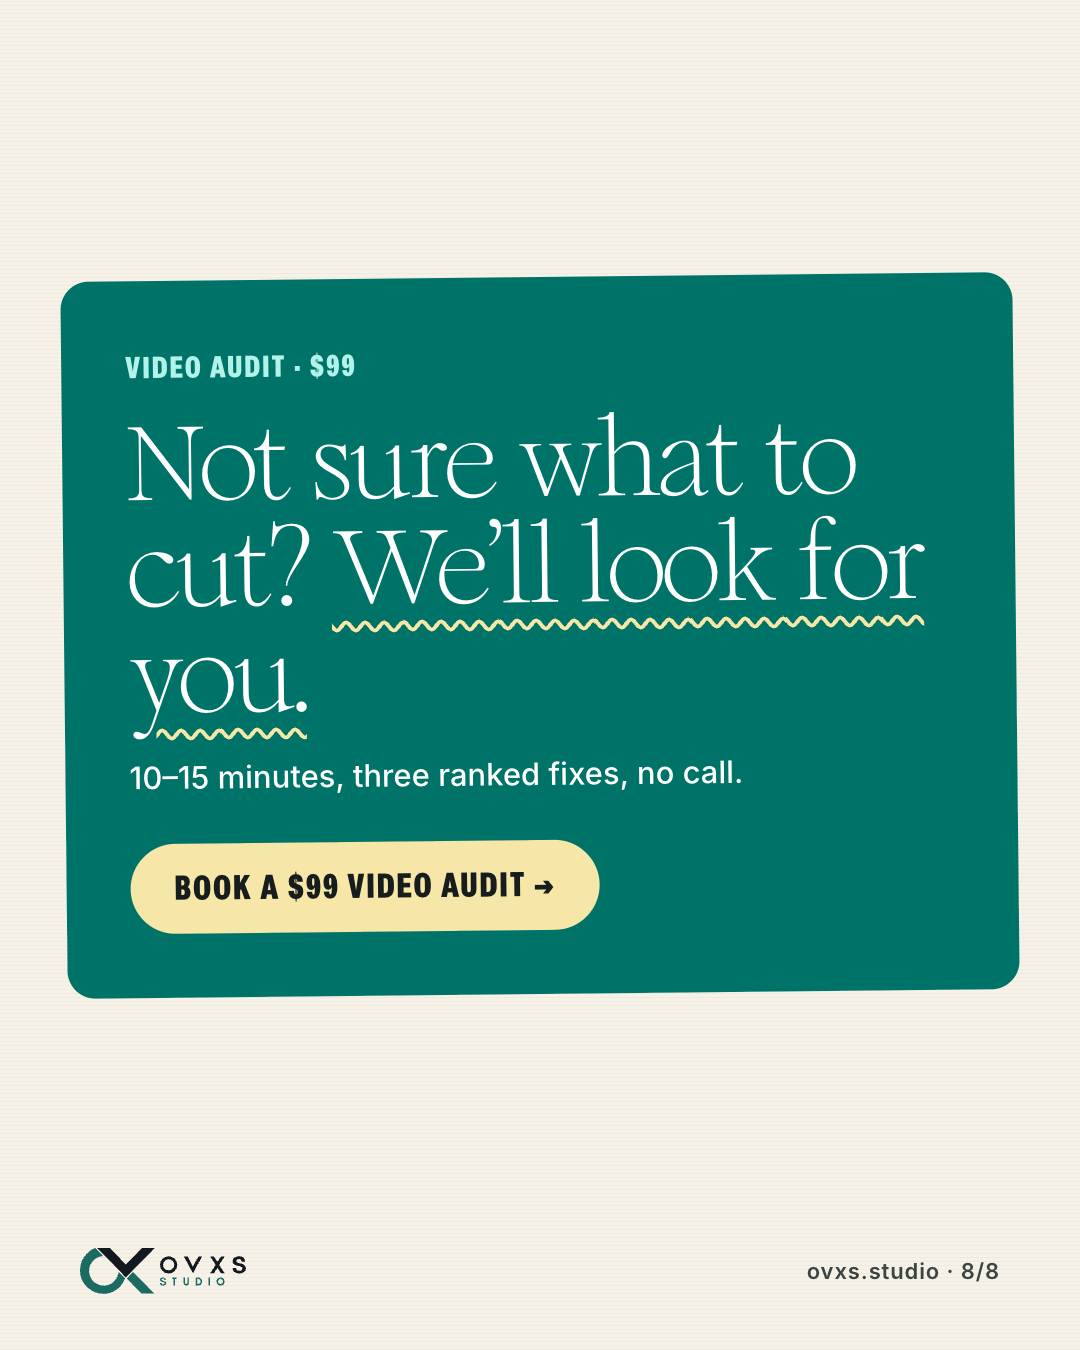 VIDEO AUDIT · $99
Not sure what to
cut? We’ll look for
you.
10–15 minutes, three ranked fixes, no call.
BOOK A $99 VIDEO AUDIT ➔
OVXS
STUDIO
ovxs.studio · 8/8